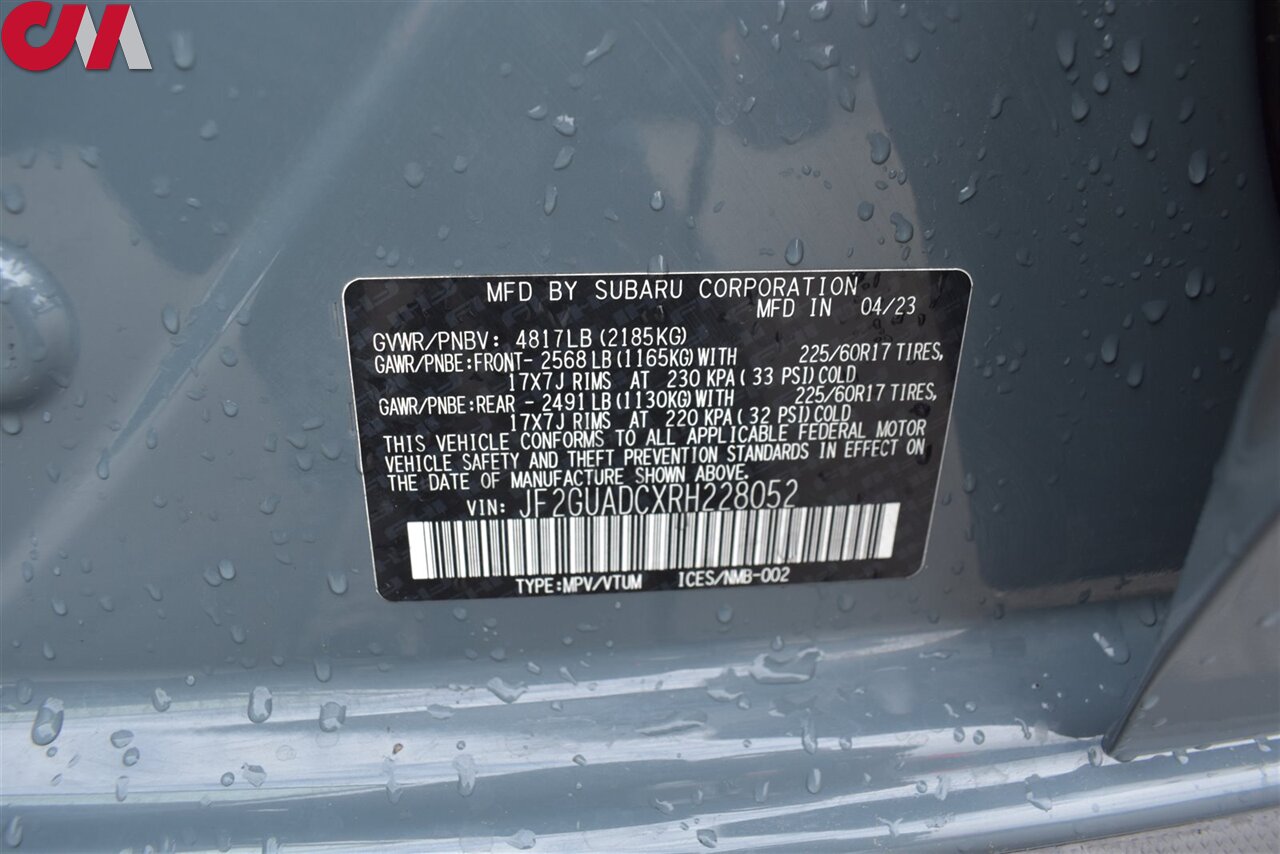 CM
MFD BY SUBARU CORPORATION
MFD IN 04/23
GVWR/PNBV: 4817LB (2185KG)
GAWR/PNBE:FRONT- 2568 LB (1165KG) WITH 225/60R17 TIRES,
17X7J RIMS AT 230 KPA ( 33 PSI) COLD
GAWR/PNBE:REAR - 2491 LB (1130KG) WITH 225/60R17 TIRES,
17X7J RIMS AT 220 KPA ( 32 PSI) COLD
THIS VEHICLE CONFORMS TO ALL APPLICABLE FEDERAL MOTOR
VEHICLE SAFETY AND THEFT PREVENTION STANDARDS IN EFFECT ON
THE DATE OF MANUFACTURE SHOWN ABOVE.
VIN: JF2GUADCXRH228052
TYPE:MPV/VTUM ICES/NMB-002